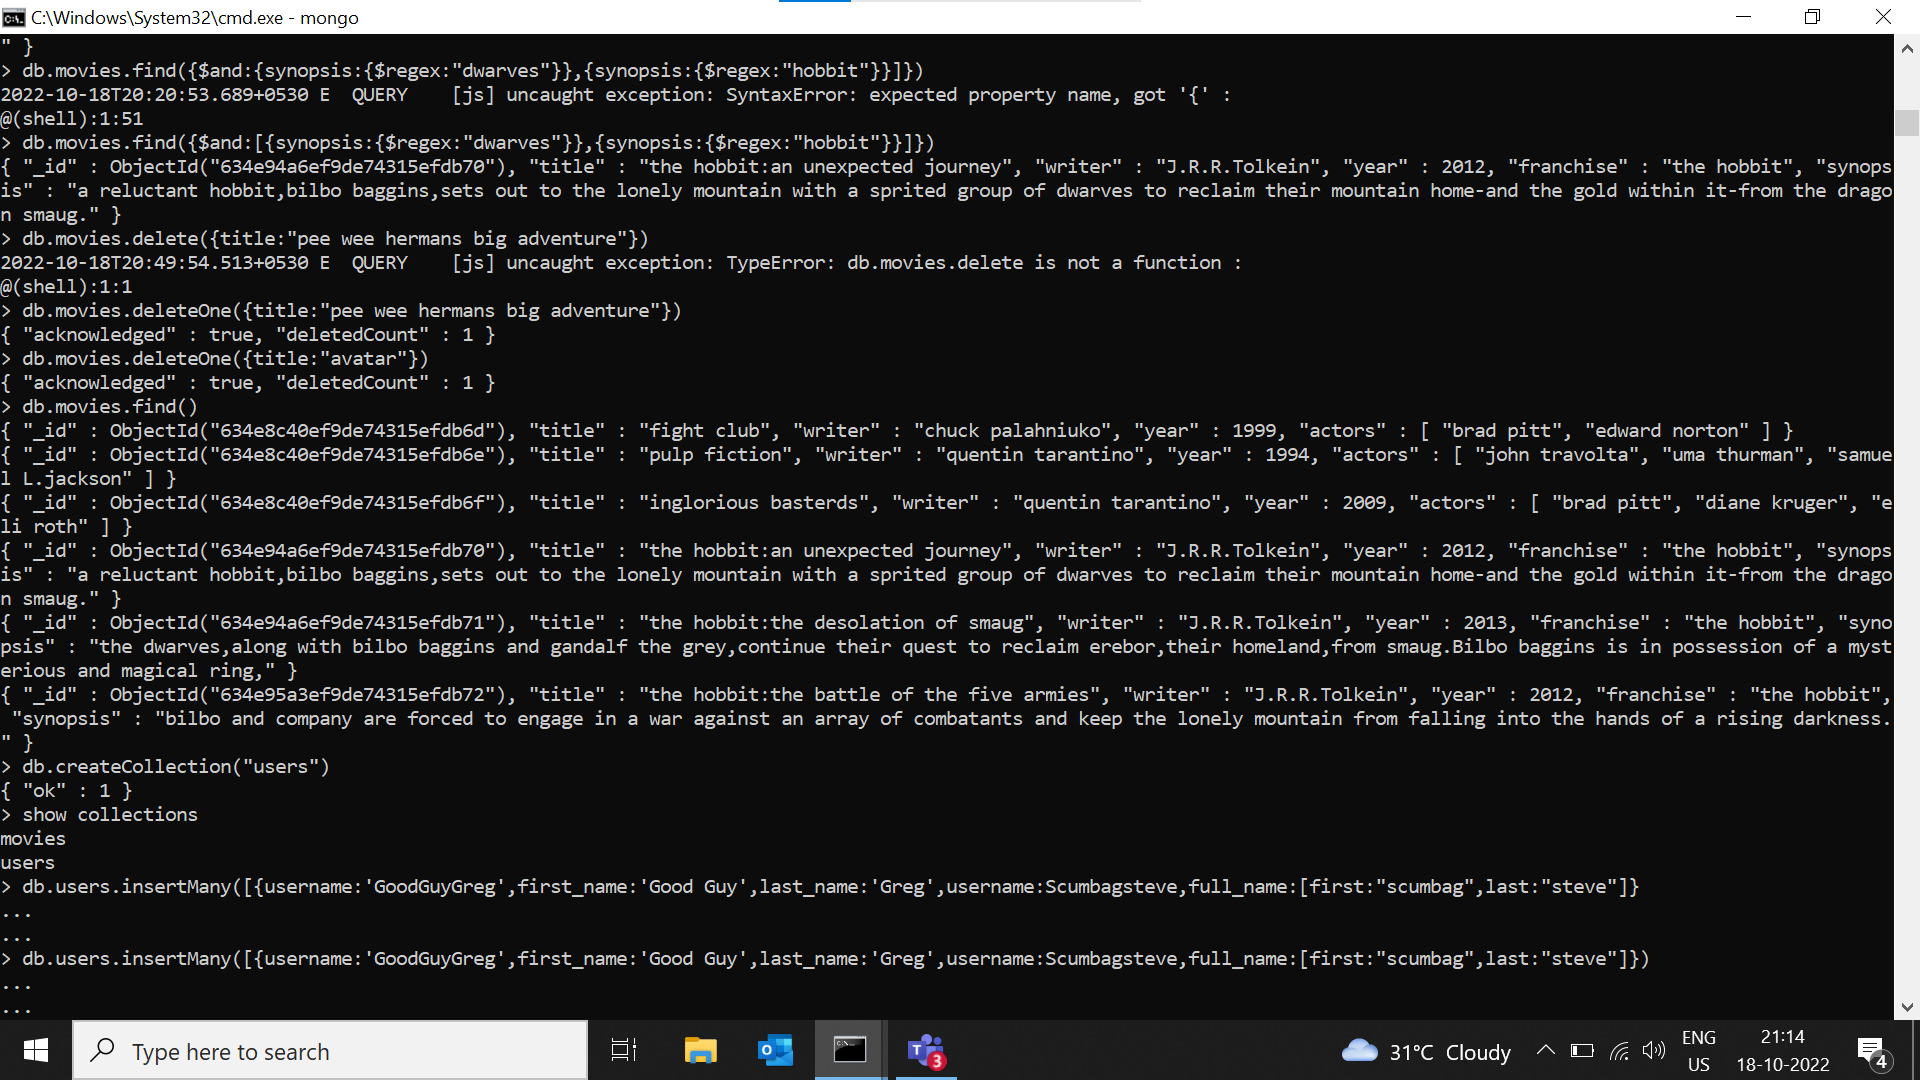 C:\Windows\System32\cmd.exe - mongo
" }
> db.movies.find({$and:{synopsis:{$regex:"dwarves"}},{synopsis:{$regex:"hobbit"}}]})
2022-10-18T20:20:53.689+0530 E  QUERY    [js] uncaught exception: SyntaxError: expected property name, got '{' :
@(shell):1:51
> db.movies.find({$and:[{synopsis:{$regex:"dwarves"}},{synopsis:{$regex:"hobbit"}}]})
{ "_id" : ObjectId("634e94a6ef9de74315efdb70"), "title" : "the hobbit:an unexpected journey", "writer" : "J.R.R.Tolkein", "year" : 2012, "franchise" : "the hobbit", "synops
is" : "a reluctant hobbit,bilbo baggins,sets out to the lonely mountain with a sprited group of dwarves to reclaim their mountain home-and the gold within it-from the drago
n smaug." }
> db.movies.delete({title:"pee wee hermans big adventure"})
2022-10-18T20:49:54.513+0530 E  QUERY    [js] uncaught exception: TypeError: db.movies.delete is not a function :
@(shell):1:1
> db.movies.deleteOne({title:"pee wee hermans big adventure"})
{ "acknowledged" : true, "deletedCount" : 1 }
> db.movies.deleteOne({title:"avatar"})
{ "acknowledged" : true, "deletedCount" : 1 }
> db.movies.find()
{ "_id" : ObjectId("634e8c40ef9de74315efdb6d"), "title" : "fight club", "writer" : "chuck palahniuko", "year" : 1999, "actors" : [ "brad pitt", "edward norton" ] }
{ "_id" : ObjectId("634e8c40ef9de74315efdb6e"), "title" : "pulp fiction", "writer" : "quentin tarantino", "year" : 1994, "actors" : [ "john travolta", "uma thurman", "samue
l L.jackson" ] }
{ "_id" : ObjectId("634e8c40ef9de74315efdb6f"), "title" : "inglorious basterds", "writer" : "quentin tarantino", "year" : 2009, "actors" : [ "brad pitt", "diane kruger", "e
li roth" ] }
{ "_id" : ObjectId("634e94a6ef9de74315efdb70"), "title" : "the hobbit:an unexpected journey", "writer" : "J.R.R.Tolkein", "year" : 2012, "franchise" : "the hobbit", "synops
is" : "a reluctant hobbit,bilbo baggins,sets out to the lonely mountain with a sprited group of dwarves to reclaim their mountain home-and the gold within it-from the drago
n smaug." }
{ "_id" : ObjectId("634e94a6ef9de74315efdb71"), "title" : "the hobbit:the desolation of smaug", "writer" : "J.R.R.Tolkein", "year" : 2013, "franchise" : "the hobbit", "syno
psis" : "the dwarves,along with bilbo baggins and gandalf the grey,continue their quest to reclaim erebor,their homeland,from smaug.Bilbo baggins is in possession of a myst
erious and magical ring," }
{ "_id" : ObjectId("634e95a3ef9de74315efdb72"), "title" : "the hobbit:the battle of the five armies", "writer" : "J.R.R.Tolkein", "year" : 2012, "franchise" : "the hobbit",
 "synopsis" : "bilbo and company are forced to engage in a war against an array of combatants and keep the lonely mountain from falling into the hands of a rising darkness.
" }
> db.createCollection("users")
{ "ok" : 1 }
> show collections
movies
users
> db.users.insertMany([{username:'GoodGuyGreg',first_name:'Good Guy',last_name:'Greg',username:Scumbagsteve,full_name:[first:"scumbag",last:"steve"]}
...
...
> db.users.insertMany([{username:'GoodGuyGreg',first_name:'Good Guy',last_name:'Greg',username:Scumbagsteve,full_name:[first:"scumbag",last:"steve"]})
...
...
Type here to search
31°C Cloudy
ENG
US
21:14
18-10-2022
3
4